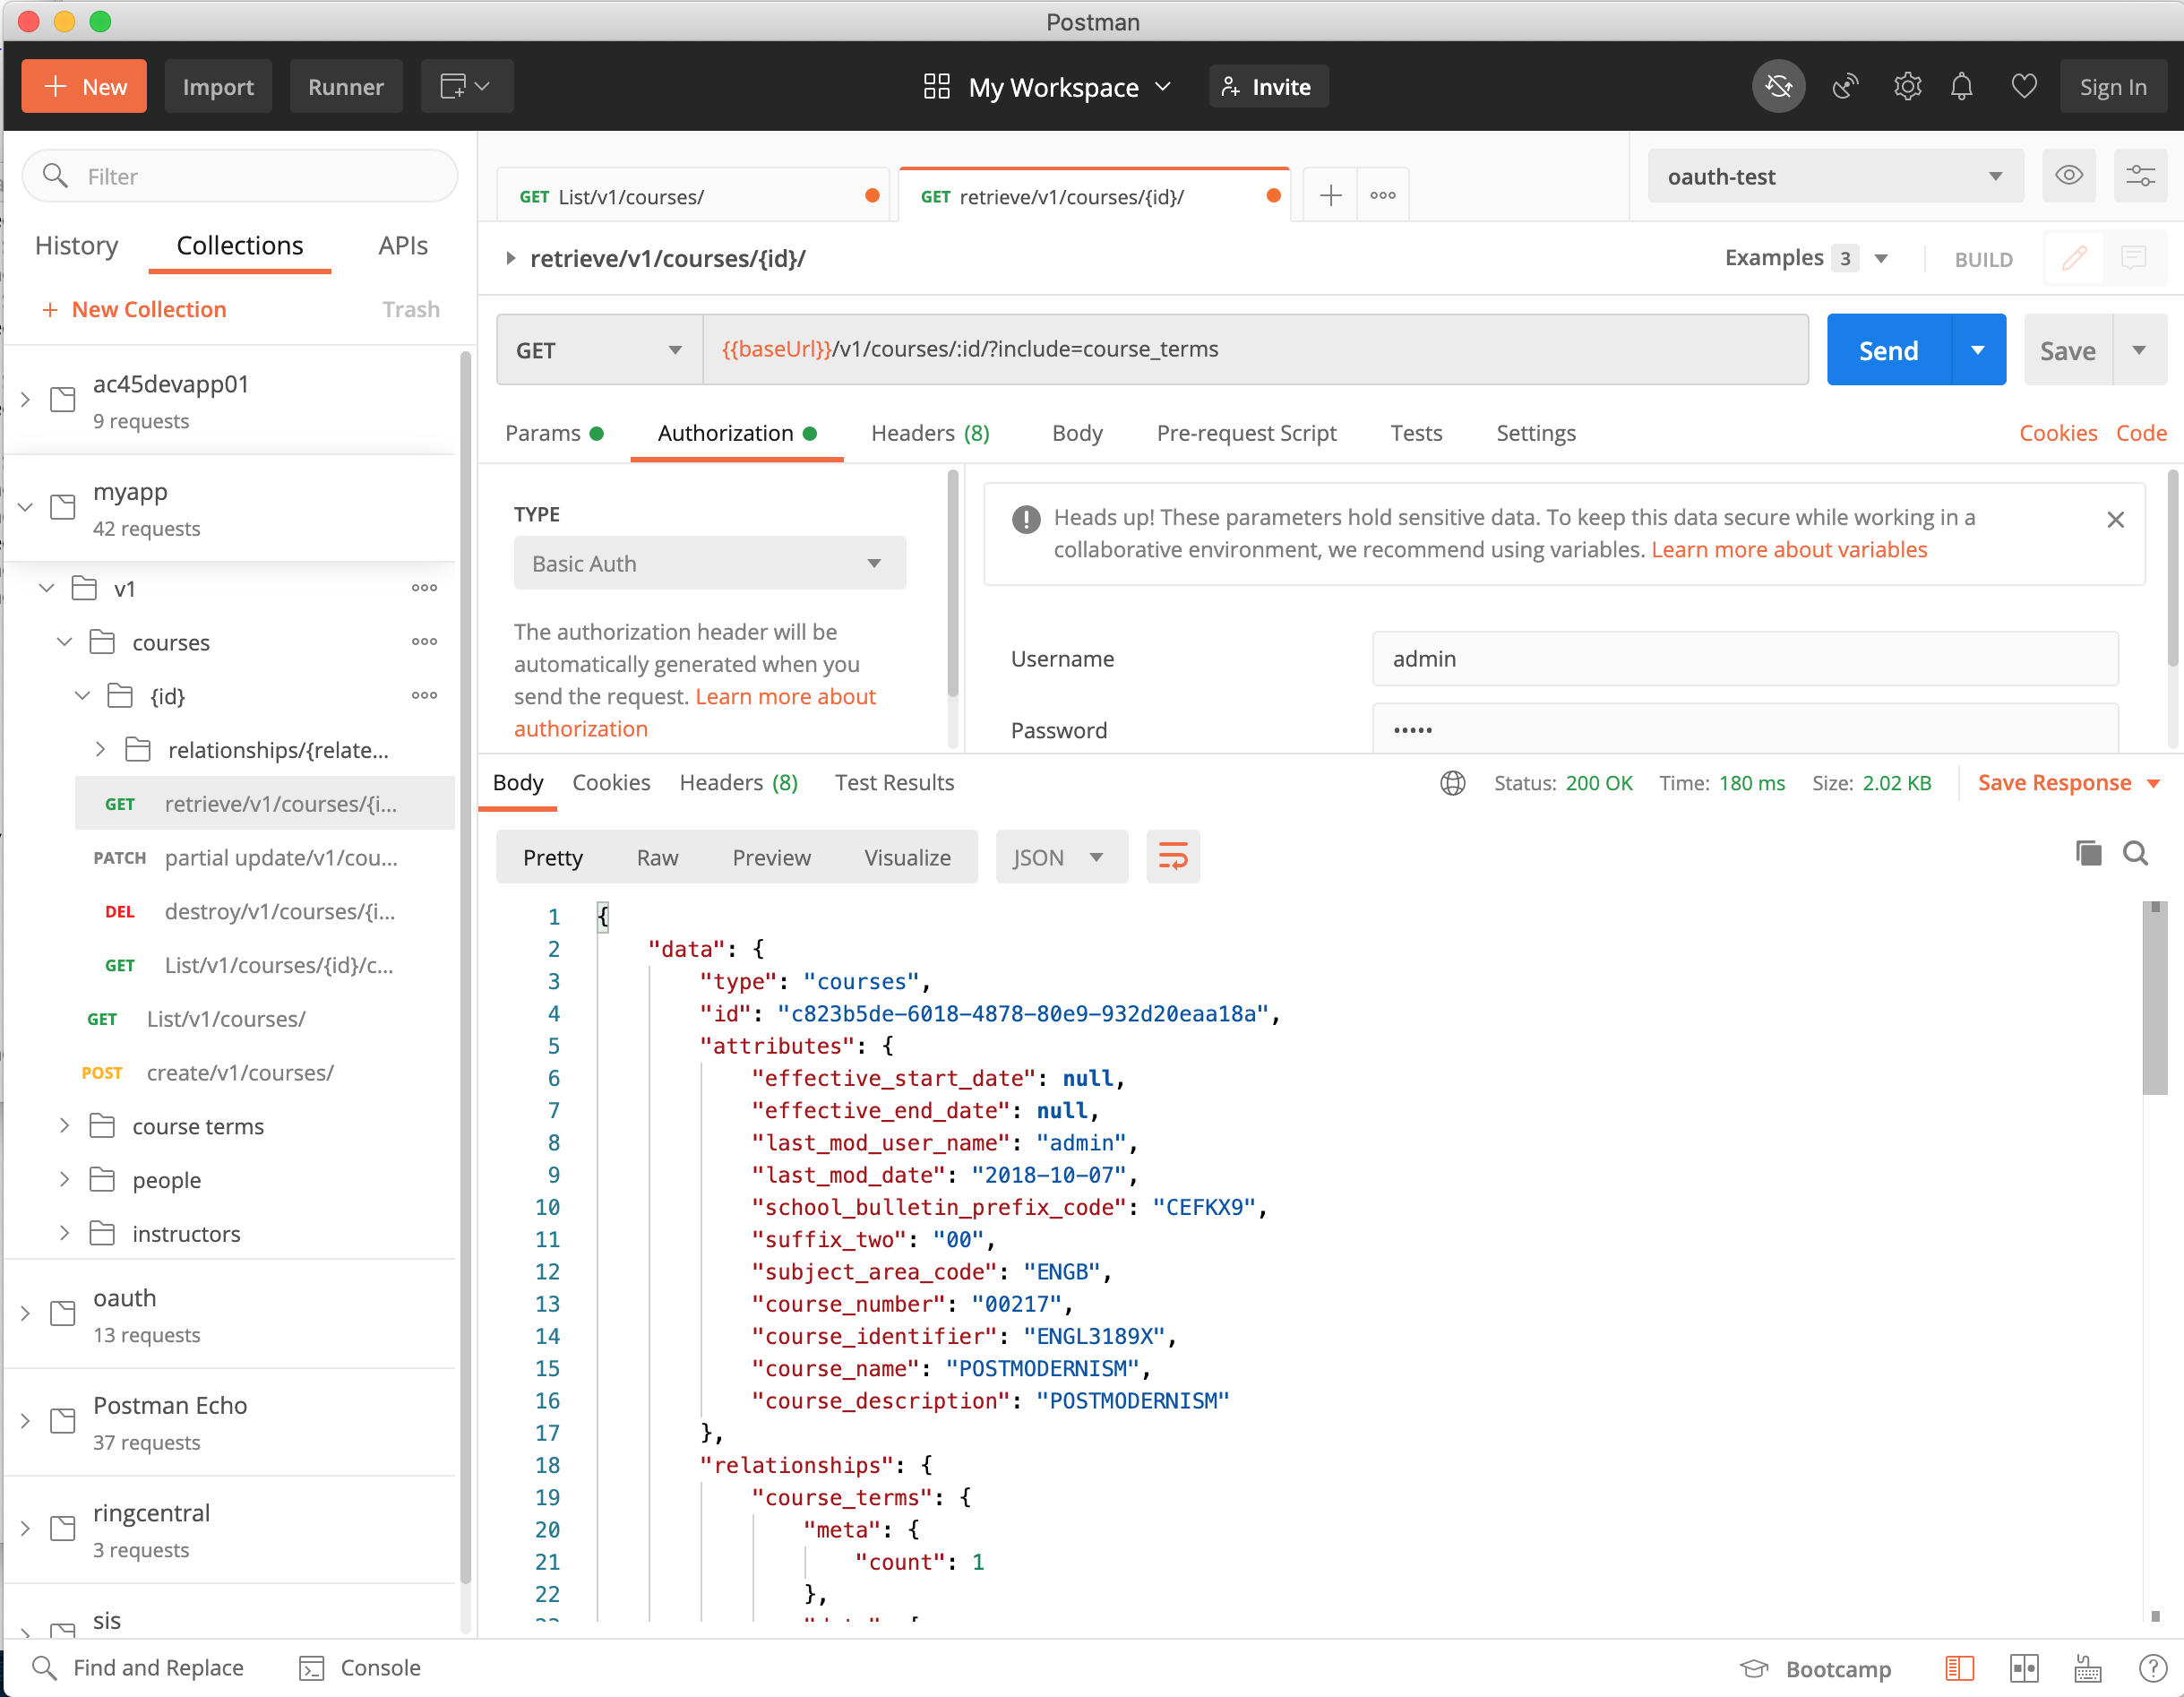 Postman
New
Import
Runner
My Workspace
Invite
Sign In
Filter
History
Collections
APIs
+ New Collection
Trash
ac45devapp01
9 requests
myapp
42 requests
v1
courses
{id}
relationships/{relate...
GET retrieve/v1/courses/{i...
PATCH partial update/v1/cou...
DEL destroy/v1/courses/{i...
GET List/v1/courses/{id}/c...
GET List/v1/courses/
POST create/v1/courses/
course terms
people
instructors
oauth
13 requests
Postman Echo
37 requests
ringcentral
3 requests
sis
GET List/v1/courses/
GET retrieve/v1/courses/{id}/
oauth-test
retrieve/v1/courses/{id}/
Examples 3
BUILD
GET
{{baseUrl}}/v1/courses/:id/?include=course_terms
Send
Save
Params
Authorization
Headers (8)
Body
Pre-request Script
Tests
Settings
Cookies
Code
TYPE
Basic Auth
The authorization header will be
automatically generated when you
send the request. Learn more about
authorization
Heads up! These parameters hold sensitive data. To keep this data secure while working in a
collaborative environment, we recommend using variables. Learn more about variables
Username
admin
Password
•••••
Body
Cookies
Headers (8)
Test Results
Status: 200 OK
Time: 180 ms
Size: 2.02 KB
Save Response
Pretty
Raw
Preview
Visualize
JSON
1 {
2 "data": {
3 "type": "courses",
4 "id": "c823b5de-6018-4878-80e9-932d20eaa18a",
5 "attributes": {
6 "effective_start_date": null,
7 "effective_end_date": null,
8 "last_mod_user_name": "admin",
9 "last_mod_date": "2018-10-07",
10 "school_bulletin_prefix_code": "CEFKX9",
11 "suffix_two": "00",
12 "subject_area_code": "ENGB",
13 "course_number": "00217",
14 "course_identifier": "ENGL3189X",
15 "course_name": "POSTMODERNISM",
16 "course_description": "POSTMODERNISM"
17 },
18 "relationships": {
19 "course_terms": {
20 "meta": {
21 "count": 1
22 },
Find and Replace
Console
Bootcamp